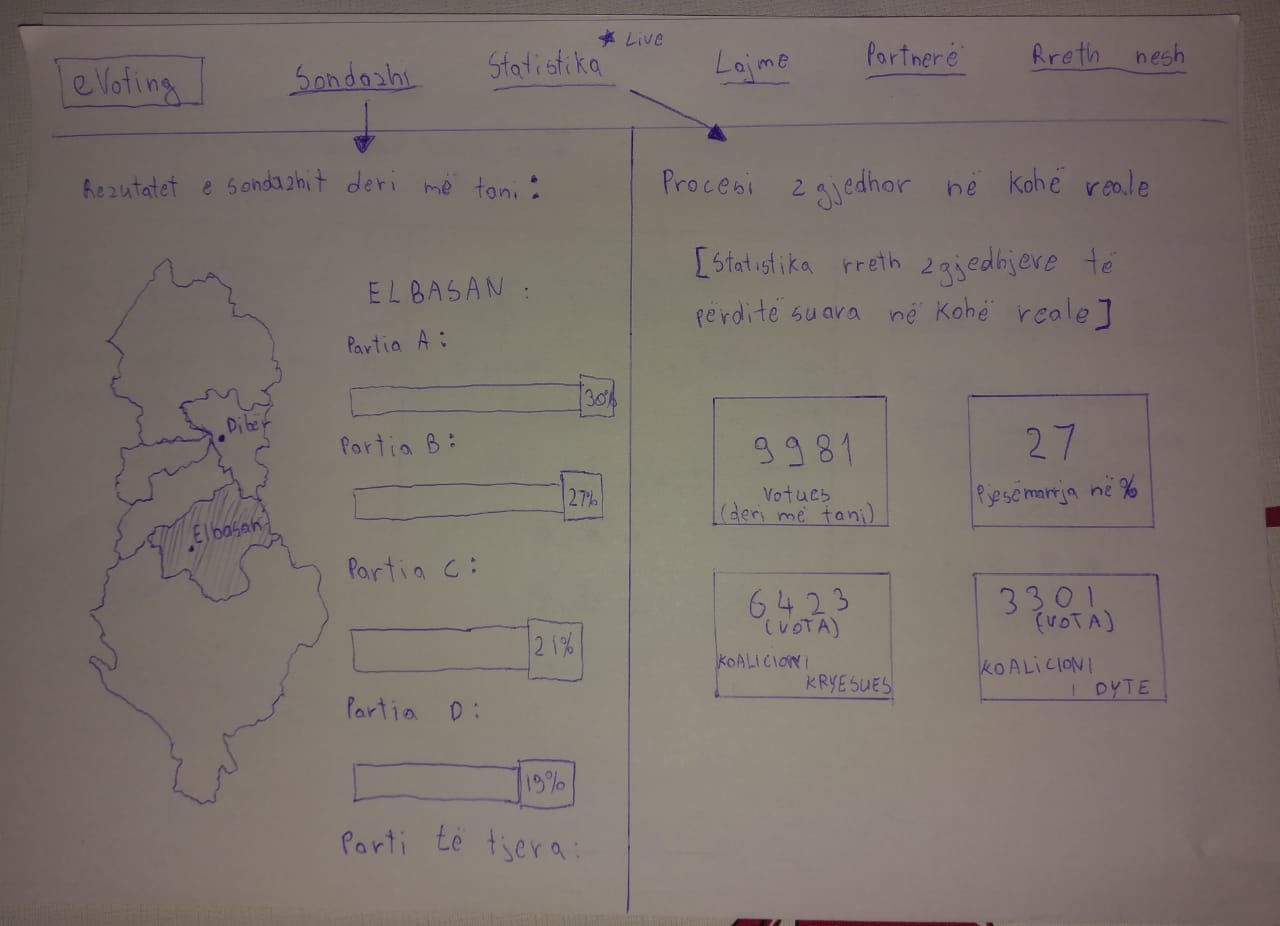 eVoting Sondazhi Statistika * Live Lajme Partnerë Rreth nesh
Rezutatet e sondazhit deri më tani:
ELBASAN:
Dibër
Elbasan
Partia A:
30%
Partia B:
27%
Partia C:
21%
Partia D:
19%
Parti të tjera:
Procesi zgjedhor në kohë reale
[Statistika rreth zgjedhjeve të
përditësuara në kohë reale]
9981
Votues
(deri më tani)
27
Pjesëmarrja në %
6423
(VOTA)
KOALICIONI
KRYESUES
3301
(VOTA)
KOALICIONI
I DYTE